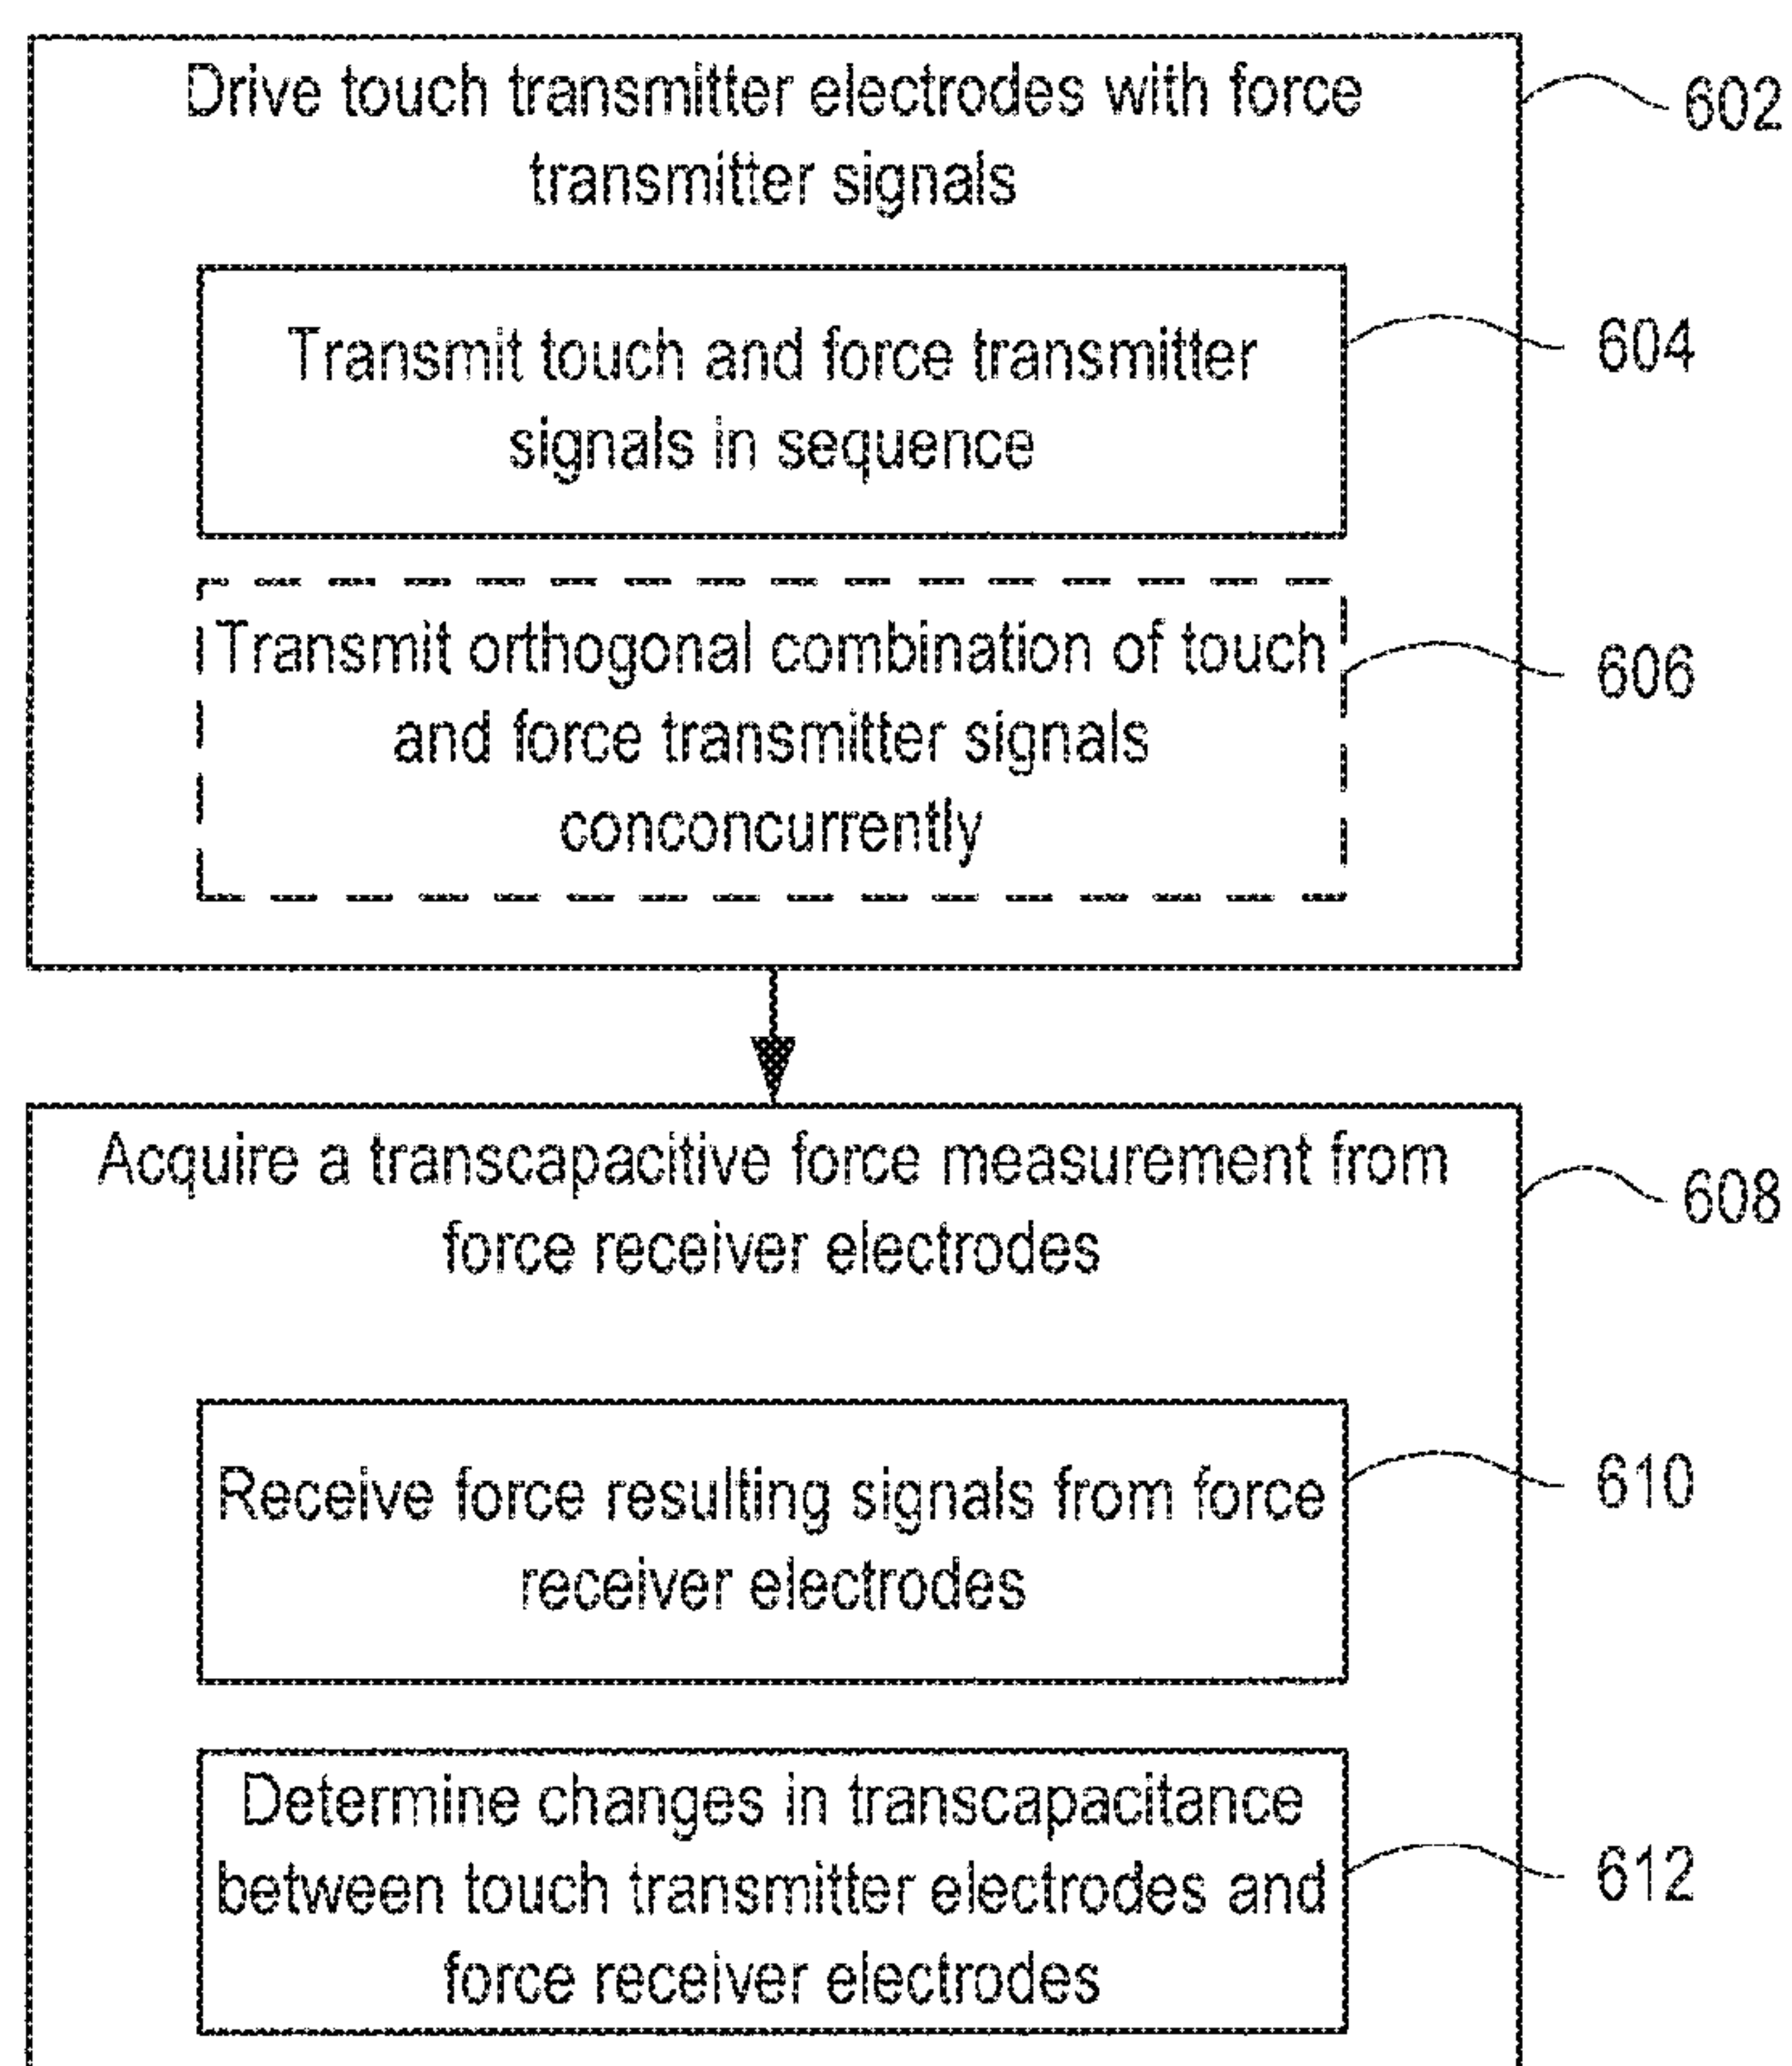 Drive touch transmitter electrodes with force
transmitter signals
602
Transmit touch and force transmitter
signals in sequence
604
Transmit orthogonal combination of touch
and force transmitter signals
conconcurrently
606
Acquire a transcapacitive force measurement from
force receiver electrodes
608
Receive force resulting signals from force
receiver electrodes
610
Determine changes in transcapacitance
between touch transmitter electrodes and
force receiver electrodes
612